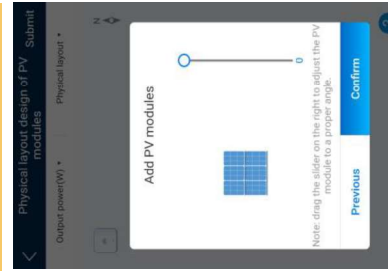 Physical layout design of PV modules
Submit
Output power(W) *
Physical layout *
N
Add PV modules
0
Note: drag the slider on the right to adjust the PV
module to a proper angle.
Previous
Confirm